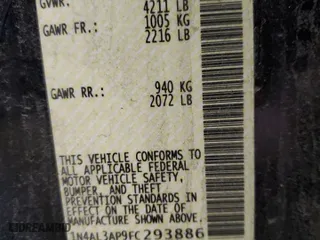 GVWR: 4211 LB
GAWR FR.: 1005 KG
2216 LB
GAWR RR.: 940 KG
2072 LB
THIS VEHICLE CONFORMS TO
ALL APPLICABLE FEDERAL
MOTOR VEHICLE SAFETY,
BUMPER, AND THEFT
PREVENTION STANDARDS IN
EFFECT ON THE DATE OF
MANUFACTURE SHOWN ABOVE.
1N4AL3AP9FC293886